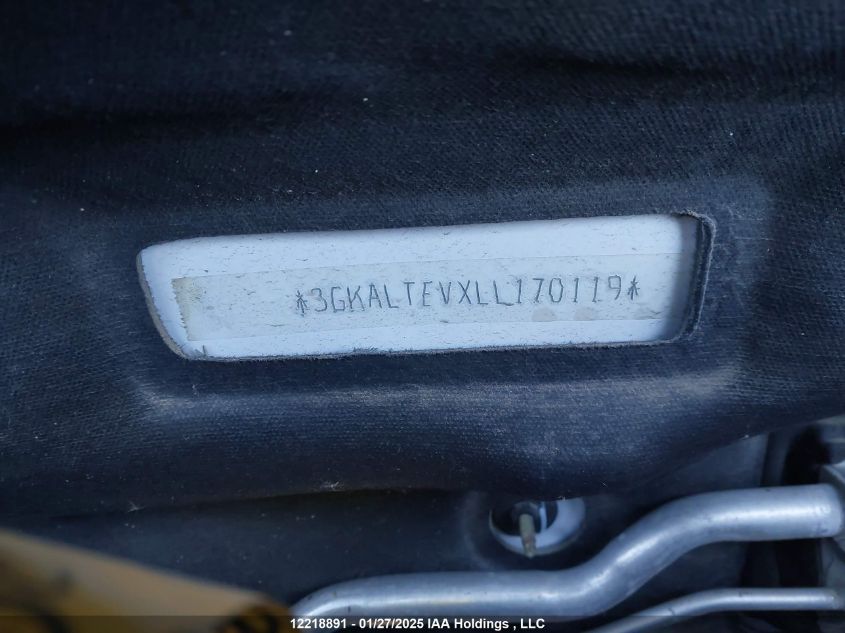 *3GKALTEVXLL170119*
12218891 - 01/27/2025 IAA Holdings , LLC